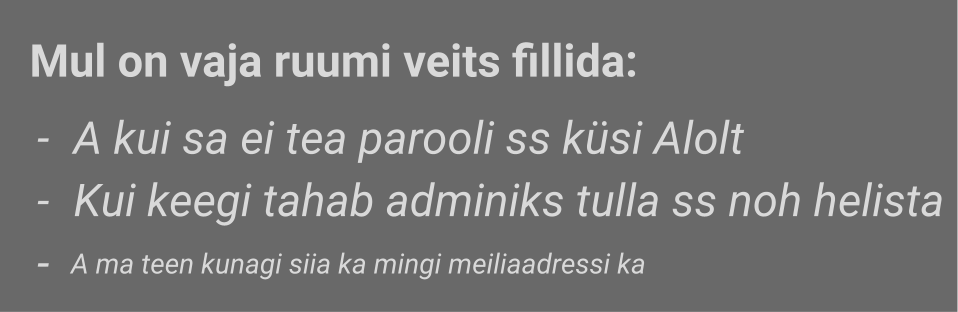 Mul on vaja ruumi veits fillida:
- A kui sa ei tea parooli ss küsi Alolt
- Kui keegi tahab adminiks tulla ss noh helista
- A ma teen kunagi siia ka mingi meiliaadressi ka